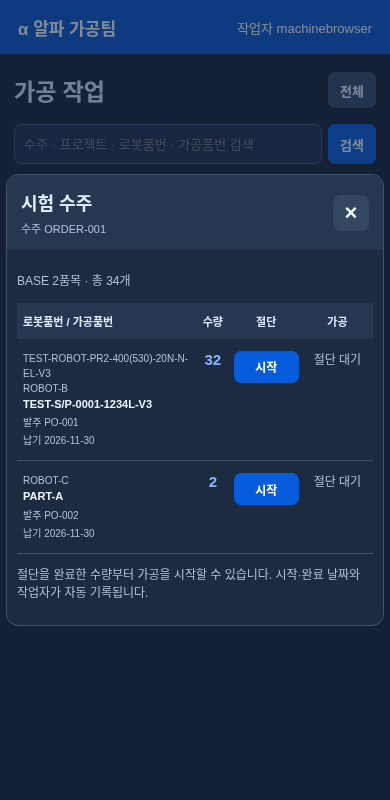 α 알파 가공팀
작업자 machinebrowser
가공 작업
전체
수주 · 프로젝트 · 로봇품번 · 가공품번 검색
검색
시험 수주
수주 ORDER-001
×
BASE 2품목 · 총 34개
로봇품번 / 가공품번 수량 절단 가공
TEST-ROBOT-PR2-400(530)-20N-N-
EL-V3
ROBOT-B
TEST-S/P-0001-1234L-V3
발주 PO-001
납기 2026-11-30
32
시작
절단 대기
ROBOT-C
PART-A
발주 PO-002
납기 2026-11-30
2
시작
절단 대기
절단을 완료한 수량부터 가공을 시작할 수 있습니다. 시작·완료 날짜와
작업자가 자동 기록됩니다.